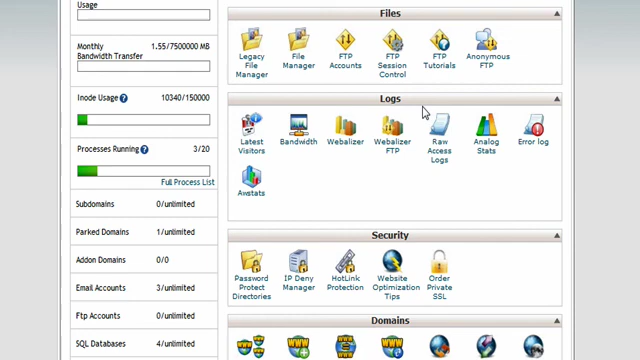 Usage
Monthly
Bandwidth Transfer
1.55/7500000 MB
Inode Usage
10340/150000
Processes Running
3/20
Full Process List
Subdomains
0/unlimited
Parked Domains
1/unlimited
Addon Domains
0/0
Email Accounts
3/unlimited
Ftp Accounts
0/unlimited
SQL Databases
4/unlimited
Files
Legacy
File
Manager
File
Manager
FTP
Accounts
FTP
Session
Control
FTP
Tutorials
Anonymous
FTP
Logs
Latest
Visitors
Bandwidth
Webalizer
Webalizer
FTP
Raw
Access
Logs
Analog
Stats
Error log
Awstats
Security
Password
Protect
Directories
IP Deny
Manager
HotLink
Protection
Website
Optimization
Tips
Order
Private
SSL
Domains